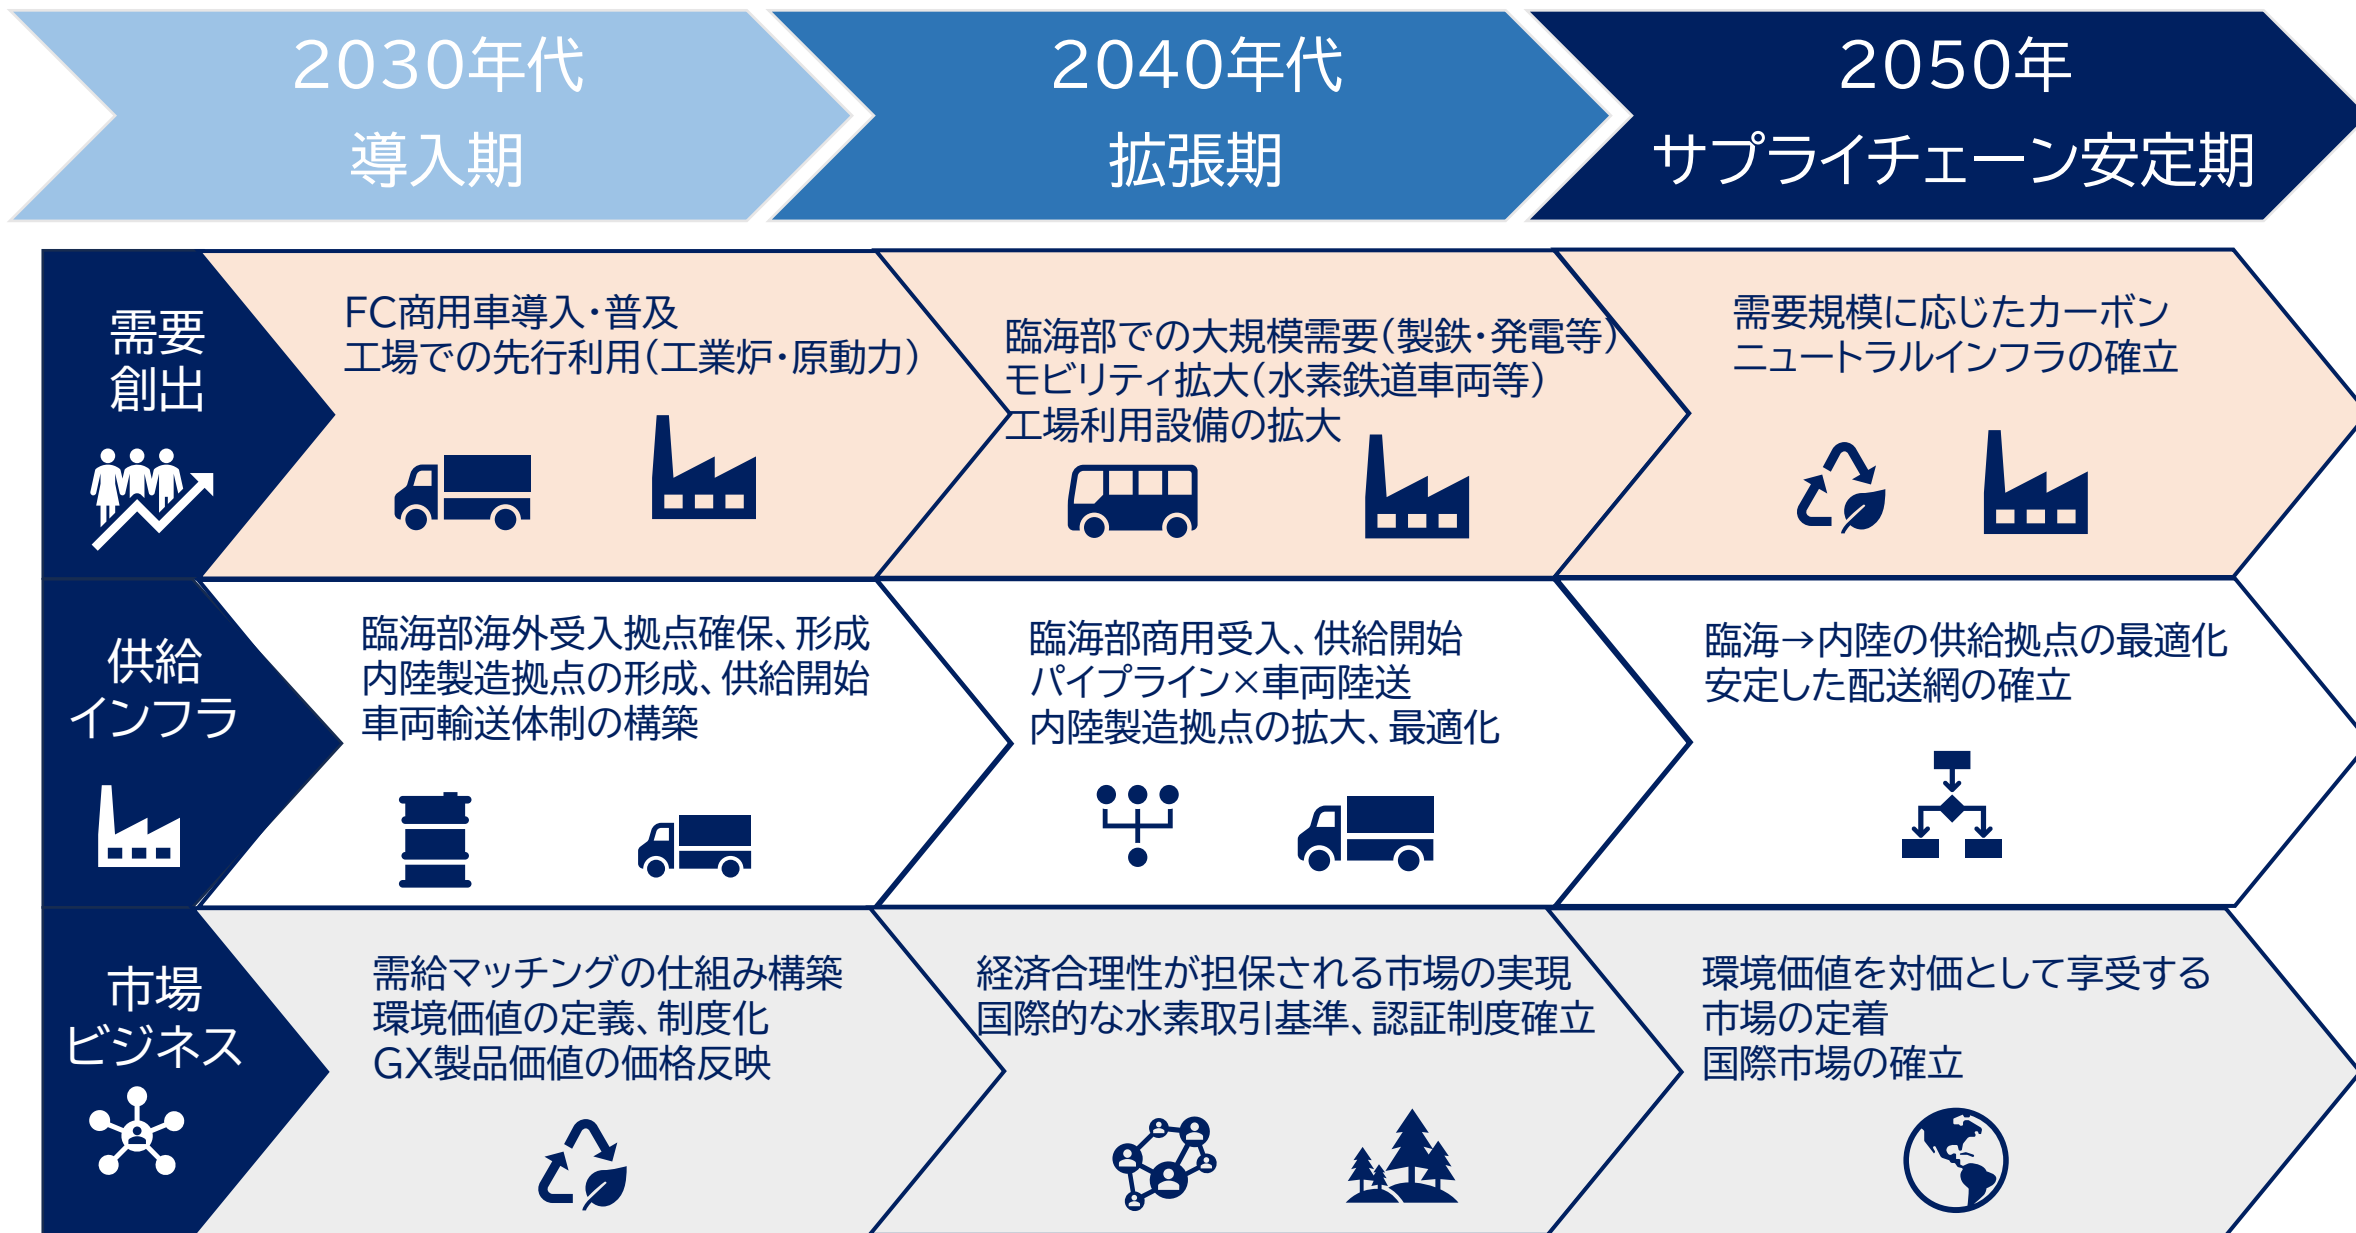 2030年代
導入期
2040年代
拡張期
2050年
サプライチェーン安定期
需要
創出
FC商用車導入・普及
工場での先行利用(工業炉・原動力)
臨海部での大規模需要(製鉄・発電等)
モビリティ拡大(水素鉄道車両等)
工場利用設備の拡大
需要規模に応じたカーボン
ニュートラルインフラの確立
供給
インフラ
臨海部海外受入拠点確保、形成
内陸製造拠点の形成、供給開始
車両輸送体制の構築
臨海部商用受入、供給開始
パイプライン×車両陸送
内陸製造拠点の拡大、最適化
臨海→内陸の供給拠点の最適化
安定した配送網の確立
市場
ビジネス
需給マッチングの仕組み構築
環境価値の定義、制度化
GX製品価値の価格反映
経済合理性が担保される市場の実現
国際的な水素取引基準、認証制度確立
環境価値を対価として享受する
市場の定着
国際市場の確立